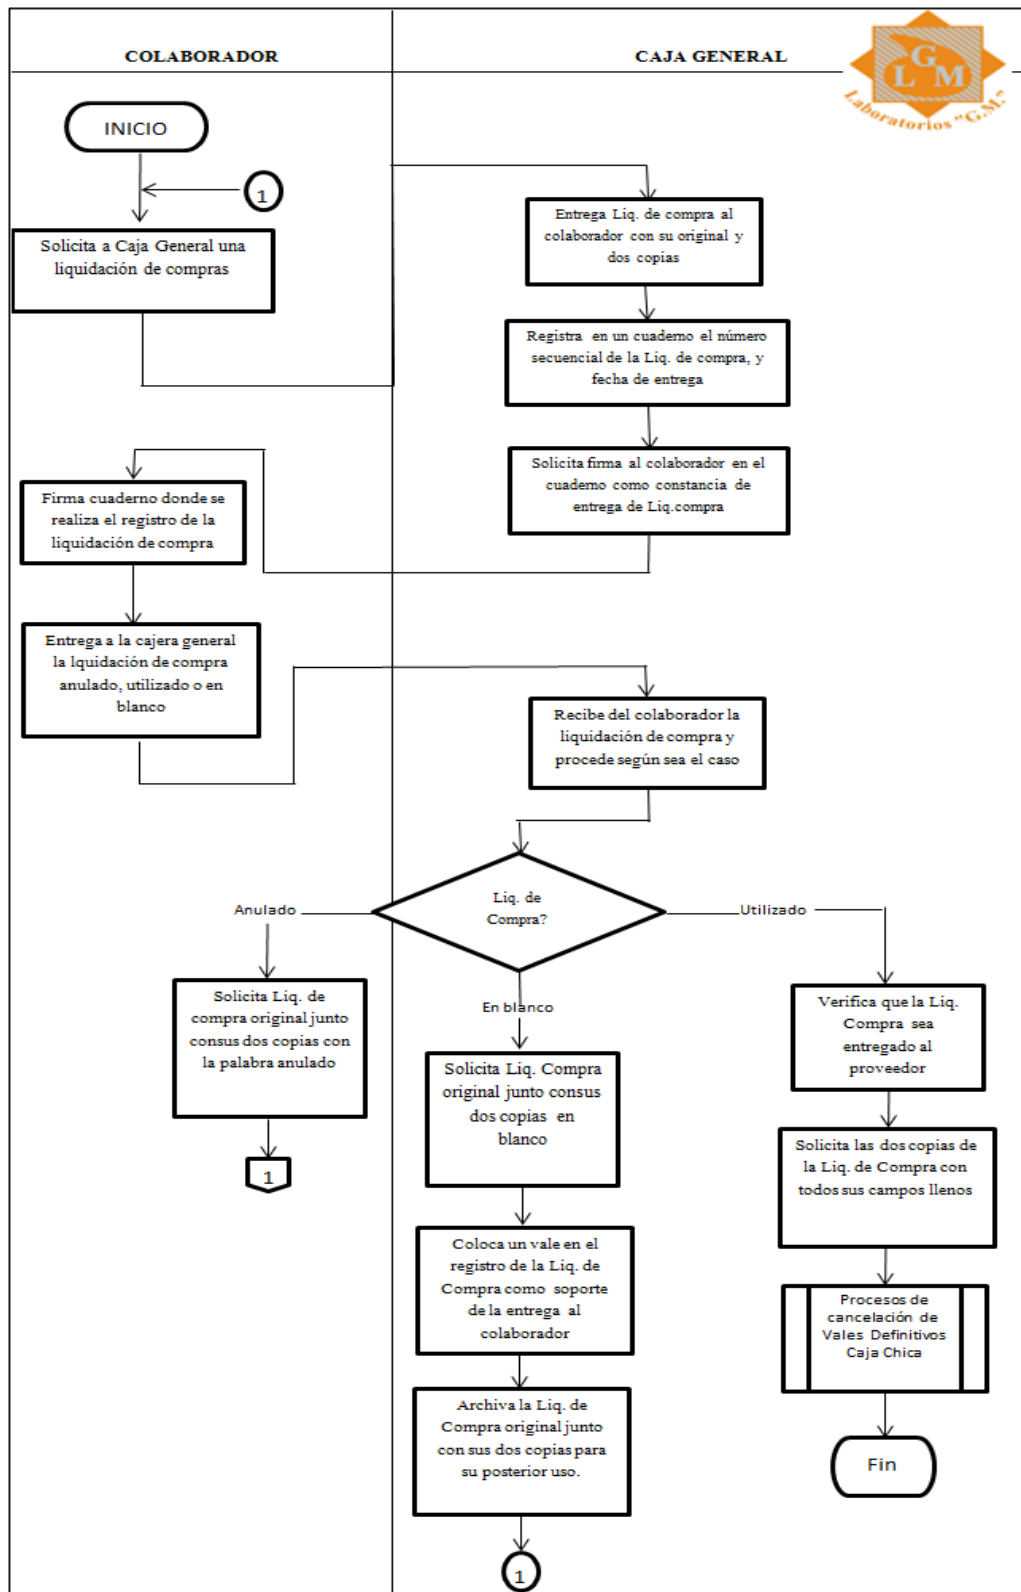 COLABORADOR
CAJA GENERAL
G
L M
Laboratorios "G.M."
INICIO
1
Solicita a Caja General una
liquidación de compras
Entrega Liq. de compra al
colaborador con su original y
dos copias
Registra en un cuaderno el número
secuencial de la Liq. de compra, y
fecha de entrega
Solicita firma al colaborador en el
cuaderno como constancia de
entrega de Liq.compra
Firma cuaderno donde se
realiza el registro de la
liquidación de compra
Entrega a la cajera general
la lquidación de compra
anulado, utilizado o en
blanco
Recibe del colaborador la
liquidación de compra y
procede según sea el caso
Liq. de
Compra?
Anulado
Utilizado
En blanco
Solicita Liq. de
compra original junto
consus dos copias con
la palabra anulado
1
Solicita Liq. Compra
original junto consus
dos copias en
blanco
Coloca un vale en el
registro de la Liq. de
Compra como soporte
de la entrega al
colaborador
Archiva la Liq. de
Compra original junto
con sus dos copias para
su posterior uso.
1
Verifica que la Liq.
Compra sea
entregado al
proveedor
Solicita las dos copias de
la Liq. de Compra con
todos sus campos llenos
Procesos de
cancelación de
Vales Definitivos
Caja Chica
Fin